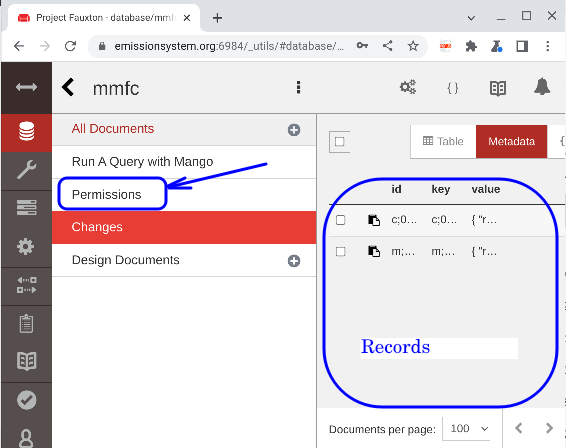 Project Fauxton - database/mmfc
emissionsystem.org:6984/_utils/#database/...
mmfc
{ }
All Documents
Run A Query with Mango
Permissions
Changes
Design Documents
Table
Metadata
{
id key value
c;0... c;0... { "r...
m;... m;... { "r...
Records
Documents per page: 100